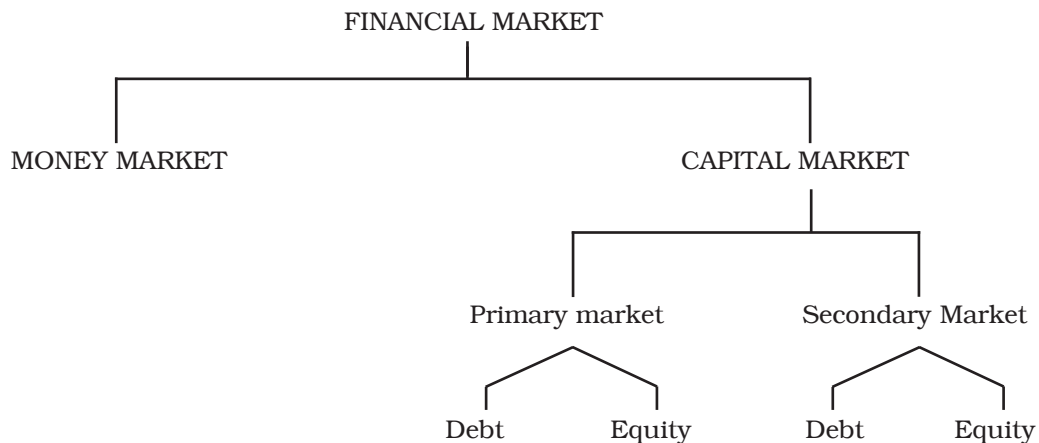 FINANCIAL MARKET
MONEY MARKET CAPITAL MARKET
Primary market Secondary Market
Debt Equity Debt Equity